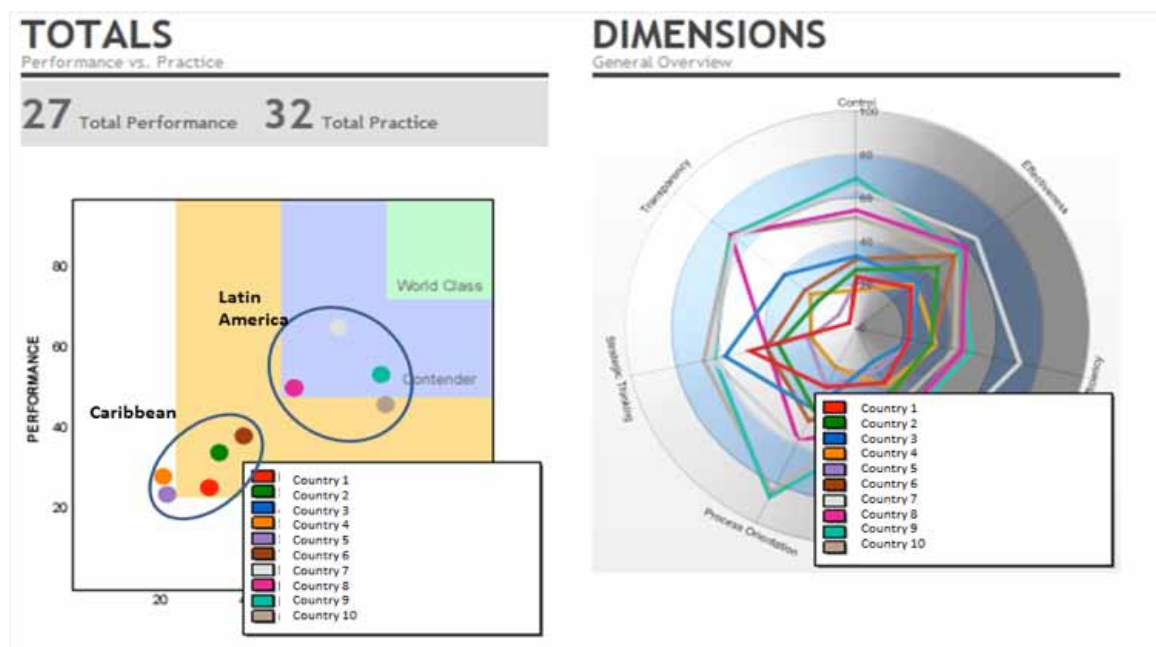 TOTALS
Performance vs. Practice
27 Total Performance 32 Total Practice
80
World Class
Latin
America
60
PERFORMANCE
Contender
Caribbean
40
20
20
Country 1
Country 2
Country 3
Country 4
Country 5
Country 6
Country 7
Country 8
Country 9
Country 10
DIMENSIONS
General Overview
Control
100
80
60
40
Transparency
Effectiveness
Process Orientation
Country 1
Country 2
Country 3
Country 4
Country 5
Country 6
Country 7
Country 8
Country 9
Country 10